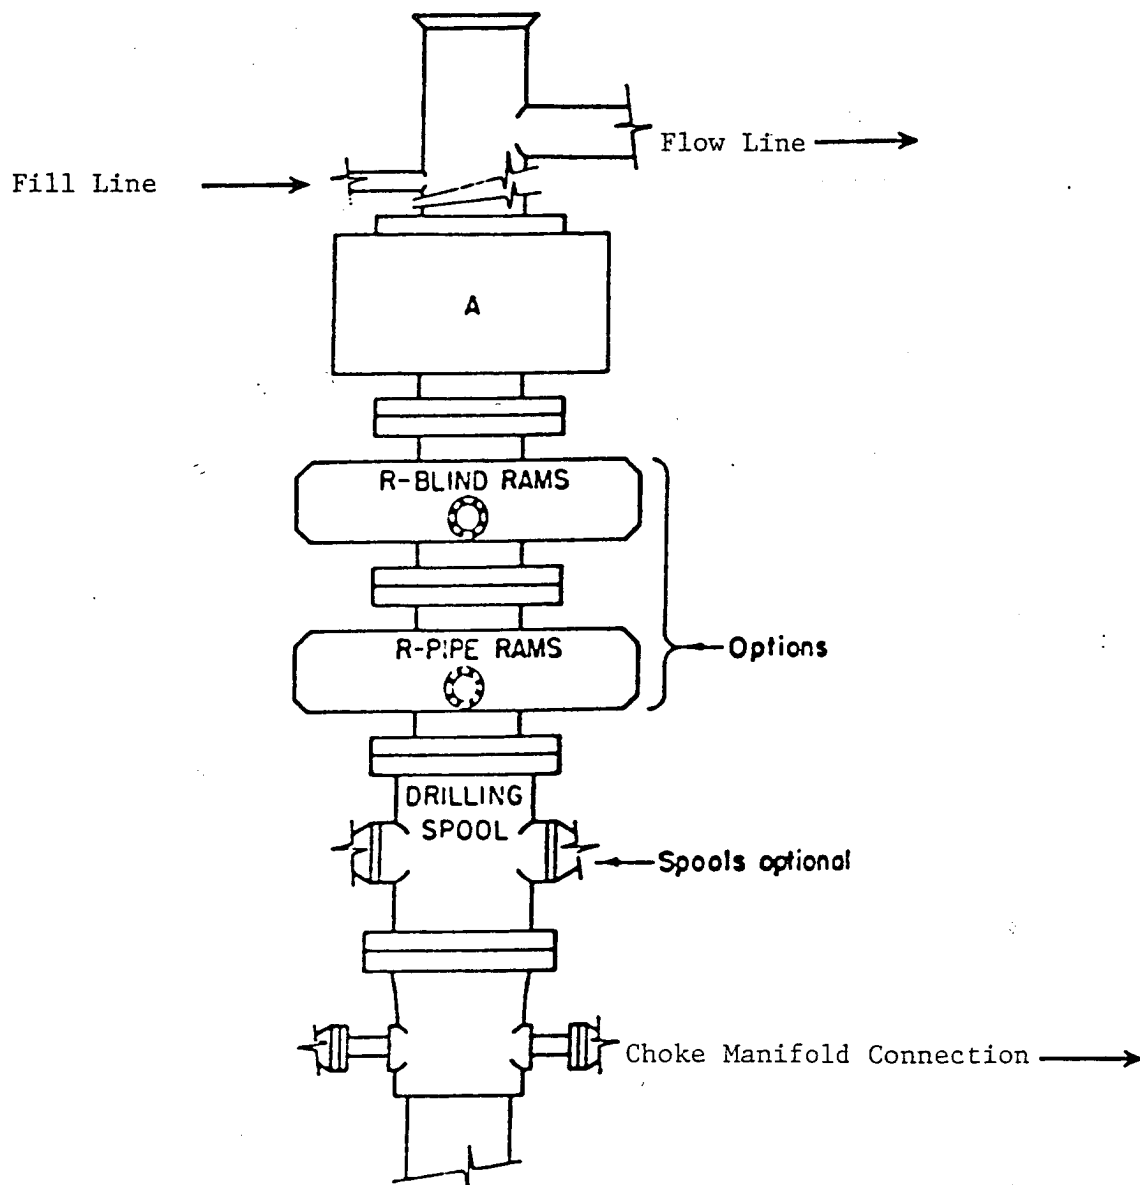 Flow Line
Fill Line
A
R-BLIND RAMS
R-PIPE RAMS
Options
DRILLING
SPOOL
Spools optional
Choke Manifold Connection